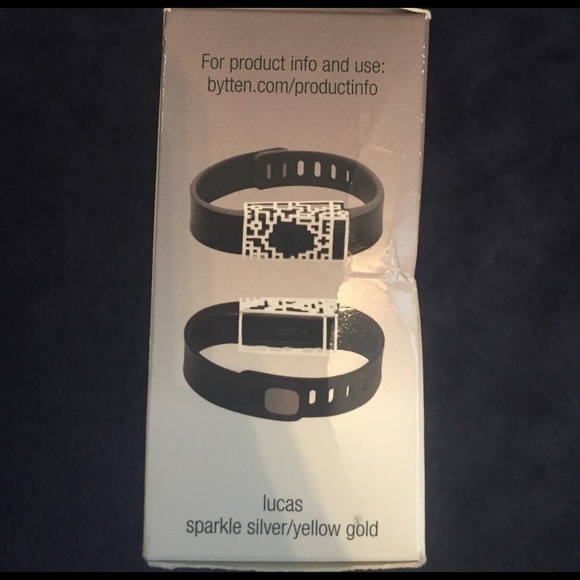 For product info and use:
bytten.com/productinfo
lucas
sparkle silver/yellow gold